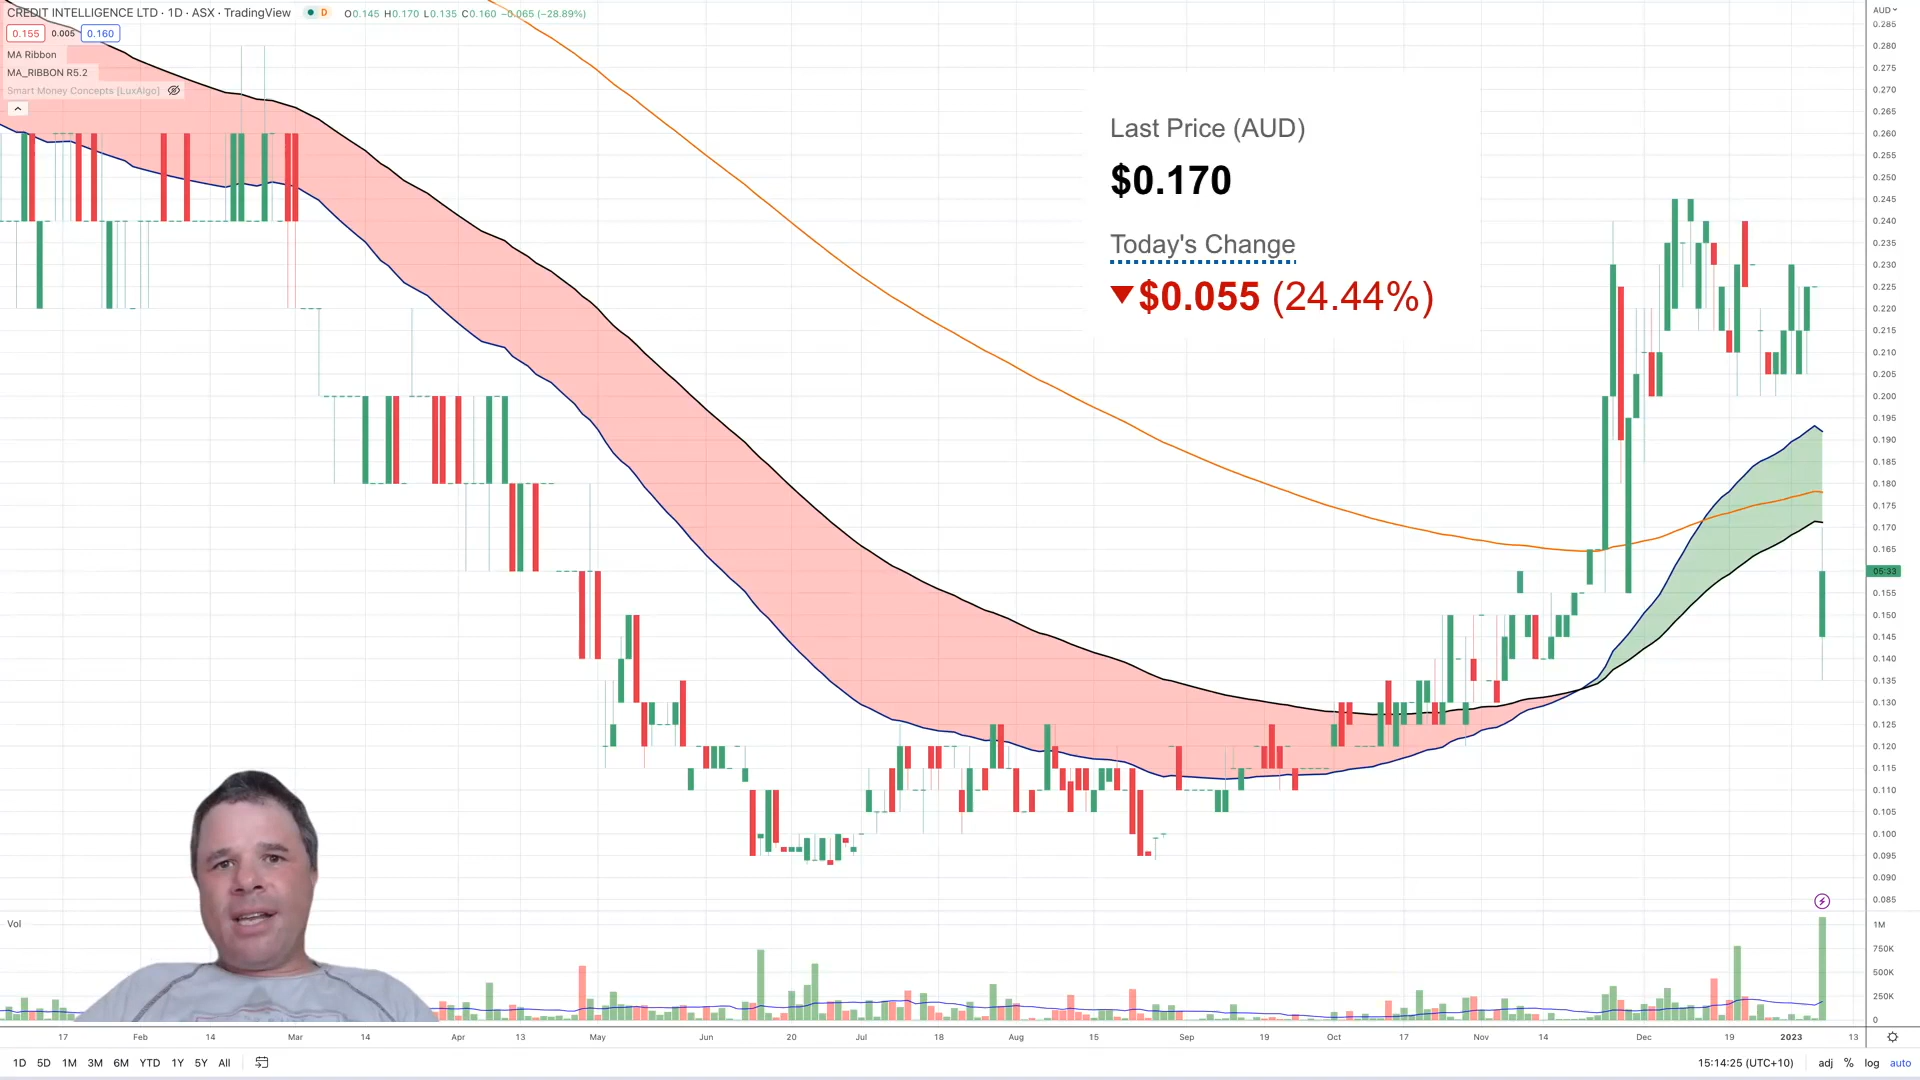 CREDIT INTELLIGENCE LTD · 1D · ASX · TradingView D O0.145 H0.170 L0.135 C0.160 −0.065 (−28.89%)
0.155 0.005 0.160
MA Ribbon
MA_RIBBON R5.2
Smart Money Concepts [LuxAlgo]
Last Price (AUD)
$0.170
Today's Change
▼$0.055 (24.44%)
AUD
0.285
0.280
0.275
0.270
0.265
0.260
0.255
0.250
0.245
0.240
0.235
0.230
0.225
0.220
0.215
0.210
0.205
0.200
0.195
0.190
0.185
0.180
0.175
0.170
0.165
05:33
0.155
0.150
0.145
0.140
0.135
0.130
0.125
0.120
0.115
0.110
0.105
0.100
0.095
0.090
0.085
Vol
1M
750K
500K
250K
0
17 Feb 14 Mar 14 Apr 13 May Jun 20 Jul 18 Aug 15 Sep 19 Oct 17 Nov 14 Dec 19 2023 13
1D 5D 1M 3M 6M YTD 1Y 5Y All 15:14:25 (UTC+10) adj % log auto